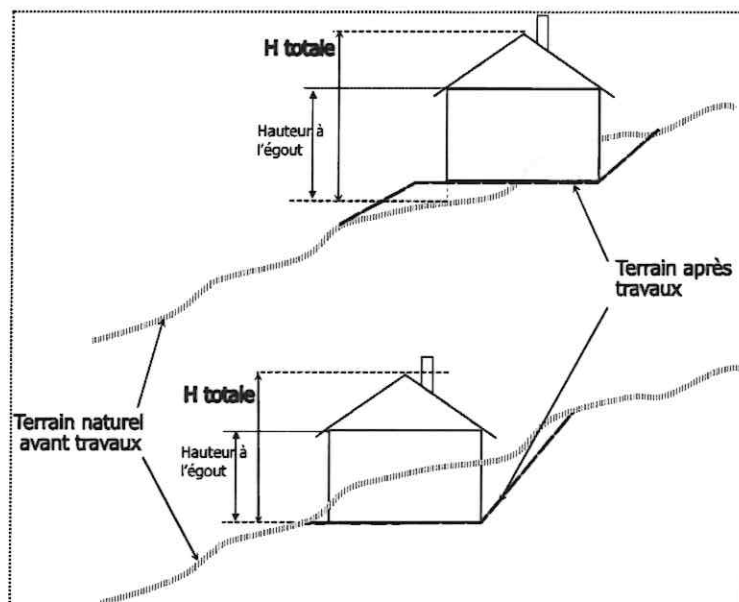 H totale
Hauteur à
l'égout
Terrain après
travaux
H totale
Terrain naturel
avant travaux
Hauteur à
l'égout